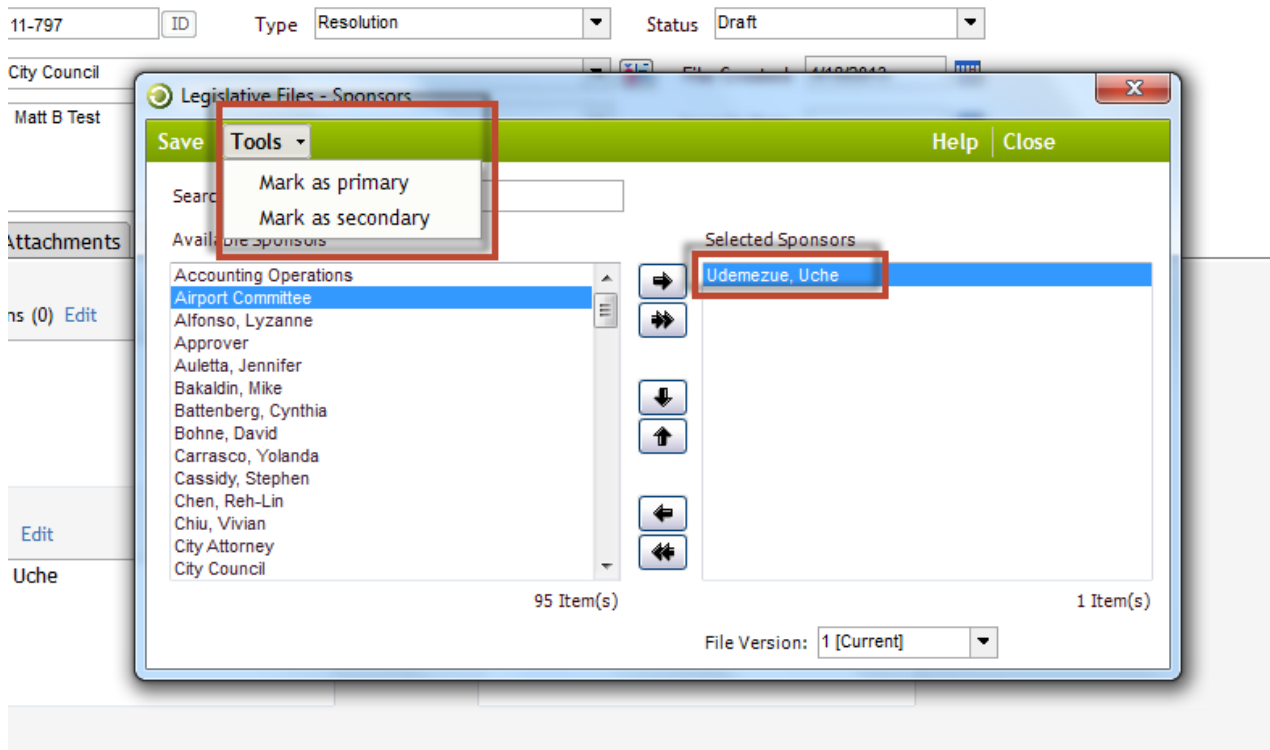 11-797 ID Type Resolution Status Draft
City Council
Legislative Files - Sponsors
Matt B Test
Save Tools Help Close
Mark as primary
Mark as secondary
Attachments
Selected Sponsors
Accounting Operations
Udemezue, Uche
Airport Committee
ns (0) Edit
Alfonso, Lyzanne
Approver
Auletta, Jennifer
Bakaldin, Mike
Battenberg, Cynthia
Bohne, David
Carrasco, Yolanda
Cassidy, Stephen
Chen, Reh-Lin
Chiu, Vivian
Edit
City Attorney
Uche
City Council
95 Item(s) 1 Item(s)
File Version: 1 [Current]